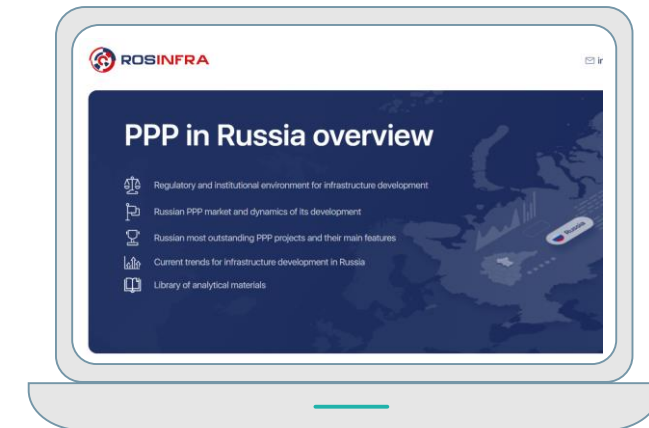 ROSINFRA
PPP in Russia overview
Regulatory and institutional environment for infrastructure development
Russian PPP market and dynamics of its development
Russian most outstanding PPP projects and their main features
Current trends for infrastructure development in Russia
Library of analytical materials
Russia